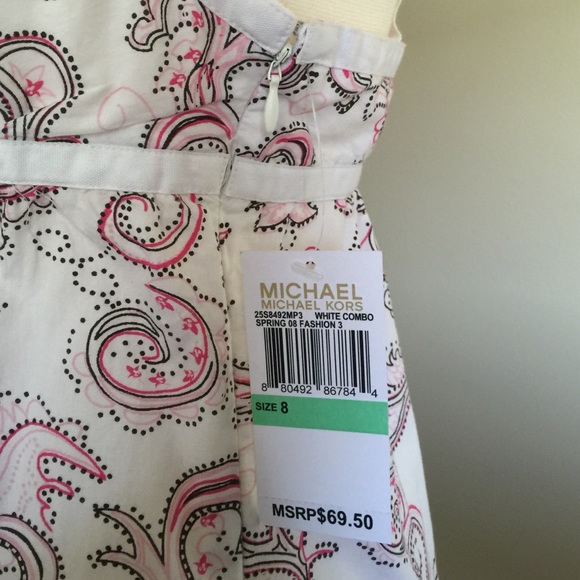 MICHAEL
MICHAEL KORS
25S8492MP3 WHITE COMBO
SPRING 08 FASHION 3
8 80492 86784 4
SIZE 8
MSRP$69.50